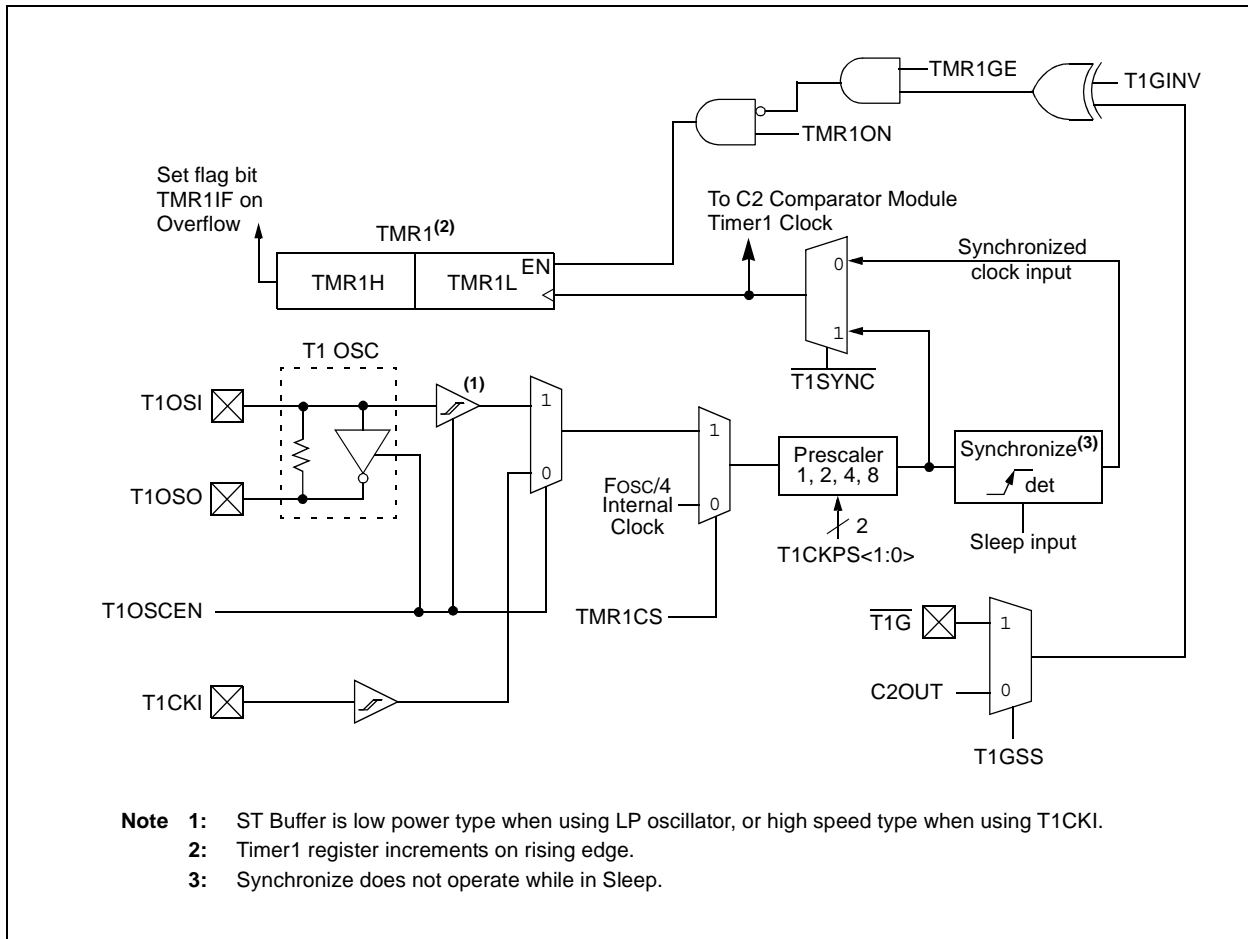 TMR1GE
T1GINV
TMR1ON
Set flag bit
TMR1IF on
Overflow
To C2 Comparator Module
Timer1 Clock
TMR1(2)
EN
TMR1H
TMR1L
0
Synchronized
clock input
1
T1SYNC
T1 OSC
(1)
T1OSI
1
T1OSO
0
1
FOSC/4
Internal
Clock
0
Prescaler
1, 2, 4, 8
Synchronize(3)
det
2
T1CKPS<1:0>
Sleep input
T1OSCEN
TMR1CS
T1G
1
T1CKI
C2OUT
0
T1GSS
Note 1: ST Buffer is low power type when using LP oscillator, or high speed type when using T1CKI.
2: Timer1 register increments on rising edge.
3: Synchronize does not operate while in Sleep.